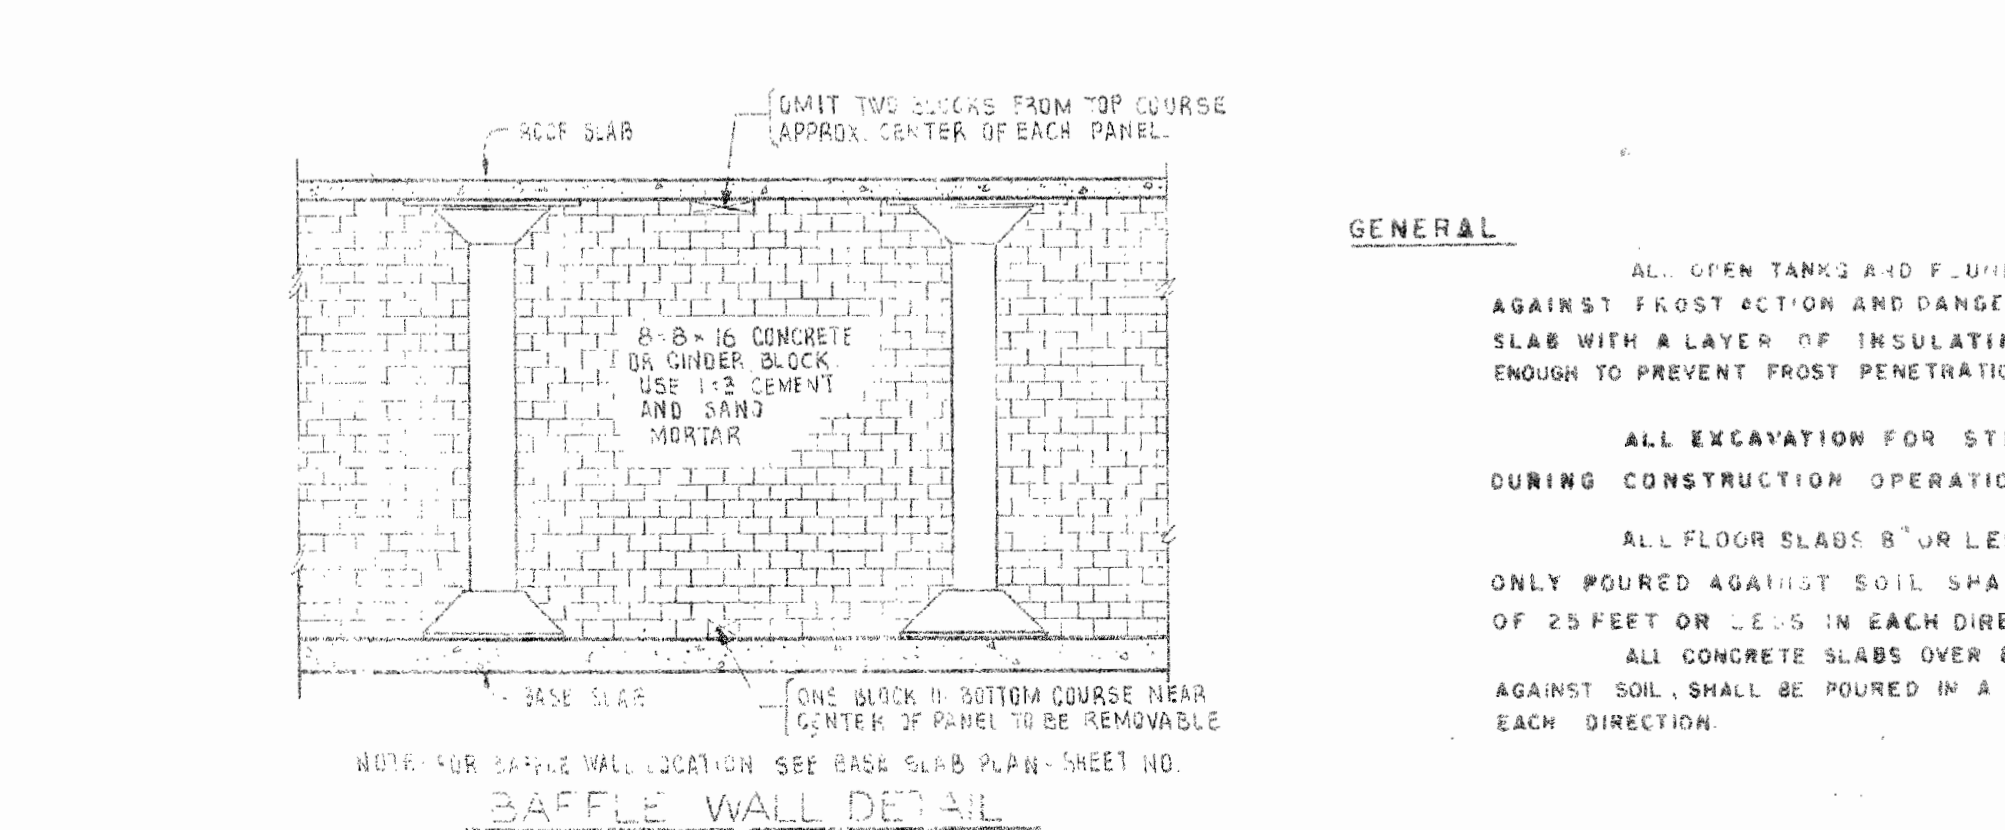 OMIT TWO BLOCKS FROM TOP COURSE
APPROX. CENTER OF EACH PANEL.
ROOF SLAB
8-8 x 16 CONCRETE
OR CINDER BLOCK
USE 1:3 CEMENT
AND SAND
MORTAR
BASE SLAB
ONE BLOCK IN BOTTOM COURSE NEAR
CENTER OF PANEL TO BE REMOVABLE
NOTE: FOR BAFFLE WALL LOCATION SEE BASE SLAB PLAN - SHEET NO.
BAFFLE WALL DETAIL
GENERAL
ALL OPEN TANKS AND
AGAINST FROST ACTION AND
SLAB WITH A LAYER OF
ENOUGH TO PREVENT FROST
ALL EXCAVATION FOR
DURING CONSTRUCTION
ALL FLOOR SLABS 8" OR
ONLY POURED AGAINST SOIL
OF 25 FEET OR LESS IN EACH
ALL CONCRETE SLABS OVER
AGAINST SOIL, SHALL BE POURED IN A
EACH DIRECTION.